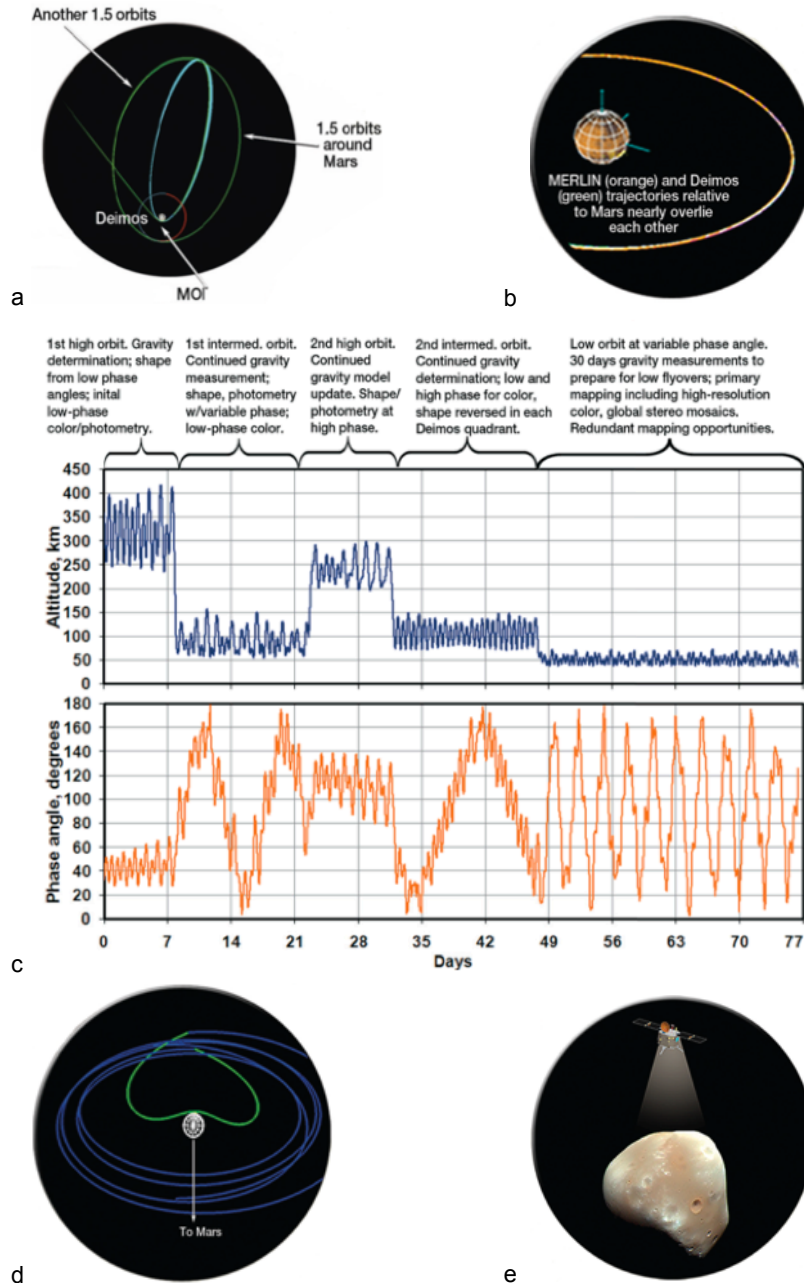 Another 1.5 orbits
1.5 orbits
around
Mars
Deimos
MOI
a
MERLIN (orange) and Deimos
(green) trajectories relative
to Mars nearly overlie
each other
b
1st high orbit. Gravity
determination; shape
from low phase
angles; inital
low-phase
color/photometry.
1st intermed. orbit.
Continued gravity
measurement;
shape, photometry
w/variable phase;
low-phase color.
2nd high orbit.
Continued
gravity model
update. Shape/
photometry at
high phase.
2nd intermed. orbit.
Continued gravity
determination; low and
high phase for color,
shape reversed in each
Deimos quadrant.
Low orbit at variable phase angle.
30 days gravity measurements to
prepare for low flyovers; primary
mapping including high-resolution
color, global stereo mosaics.
Redundant mapping opportunities.
Altitude, km
450
400
350
300
250
200
150
100
50
0
Phase angle, degrees
180
160
140
120
100
80
60
40
20
0
0 7 14 21 28 35 42 49 56 63 70 77
Days
c
To Mars
d
e